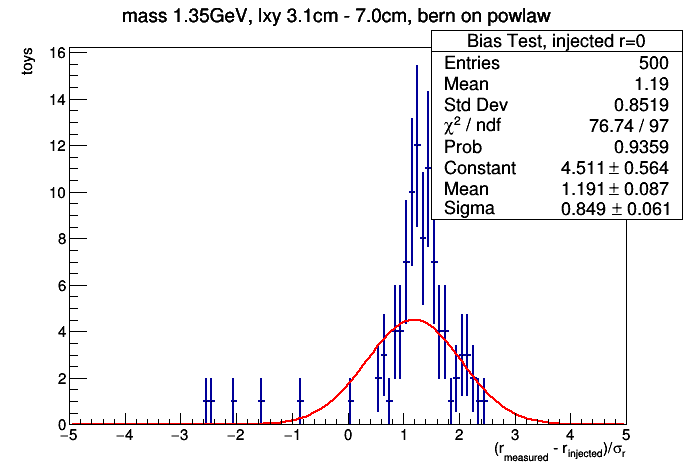 mass 1.35GeV, lxy 3.1cm - 7.0cm, bern on powlaw
Bias Test, injected r=0
Entries 500
Mean 1.19
Std Dev 0.8519
χ² / ndf 76.74 / 97
Prob 0.9359
Constant 4.511 ± 0.564
Mean 1.191 ± 0.087
Sigma 0.849 ± 0.061
toys
16
14
12
10
8
6
4
2
0
−5 −4 −3 −2 −1 0 1 2 3 4 5
(r_measured - r_injected)/σ_r